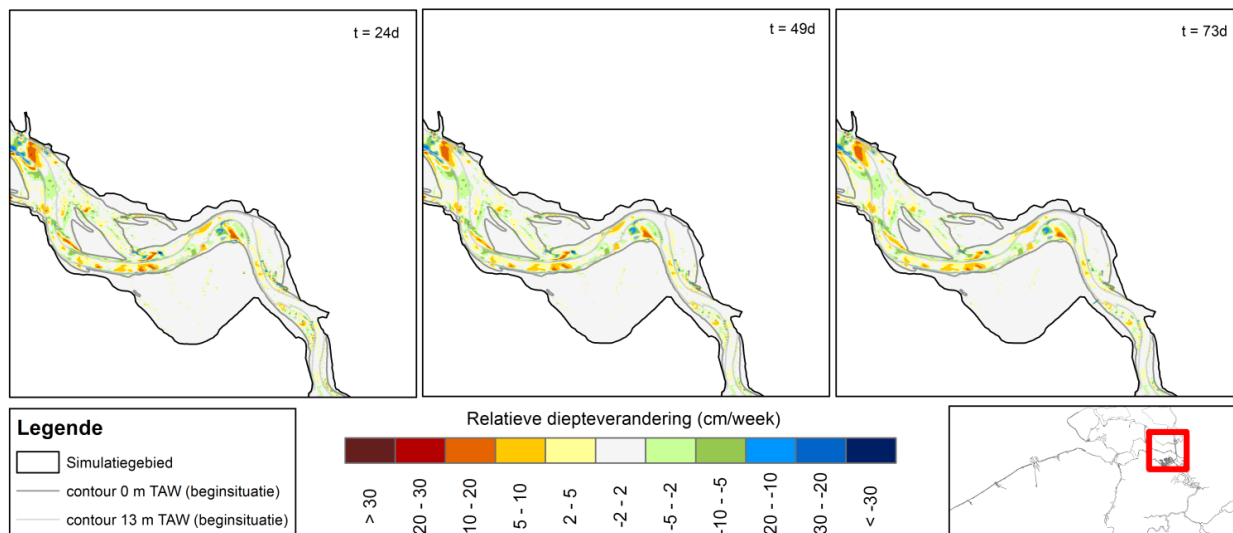 t = 24d
t = 49d
t = 73d
Legende
Simulatiegebied
contour 0 m TAW (beginsituatie)
contour 13 m TAW (beginsituatie)
Relatieve diepteverandering (cm/week)
> 30
20 - 30
10 - 20
5 - 10
2 - 5
-2 - 2
-5 - -2
-10 - -5
-20 - -10
-30 - -20
< -30